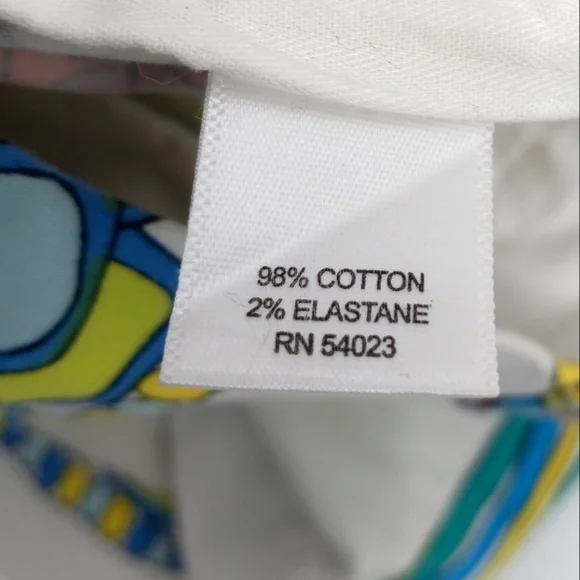 98% COTTON
2% ELASTANE
RN 54023